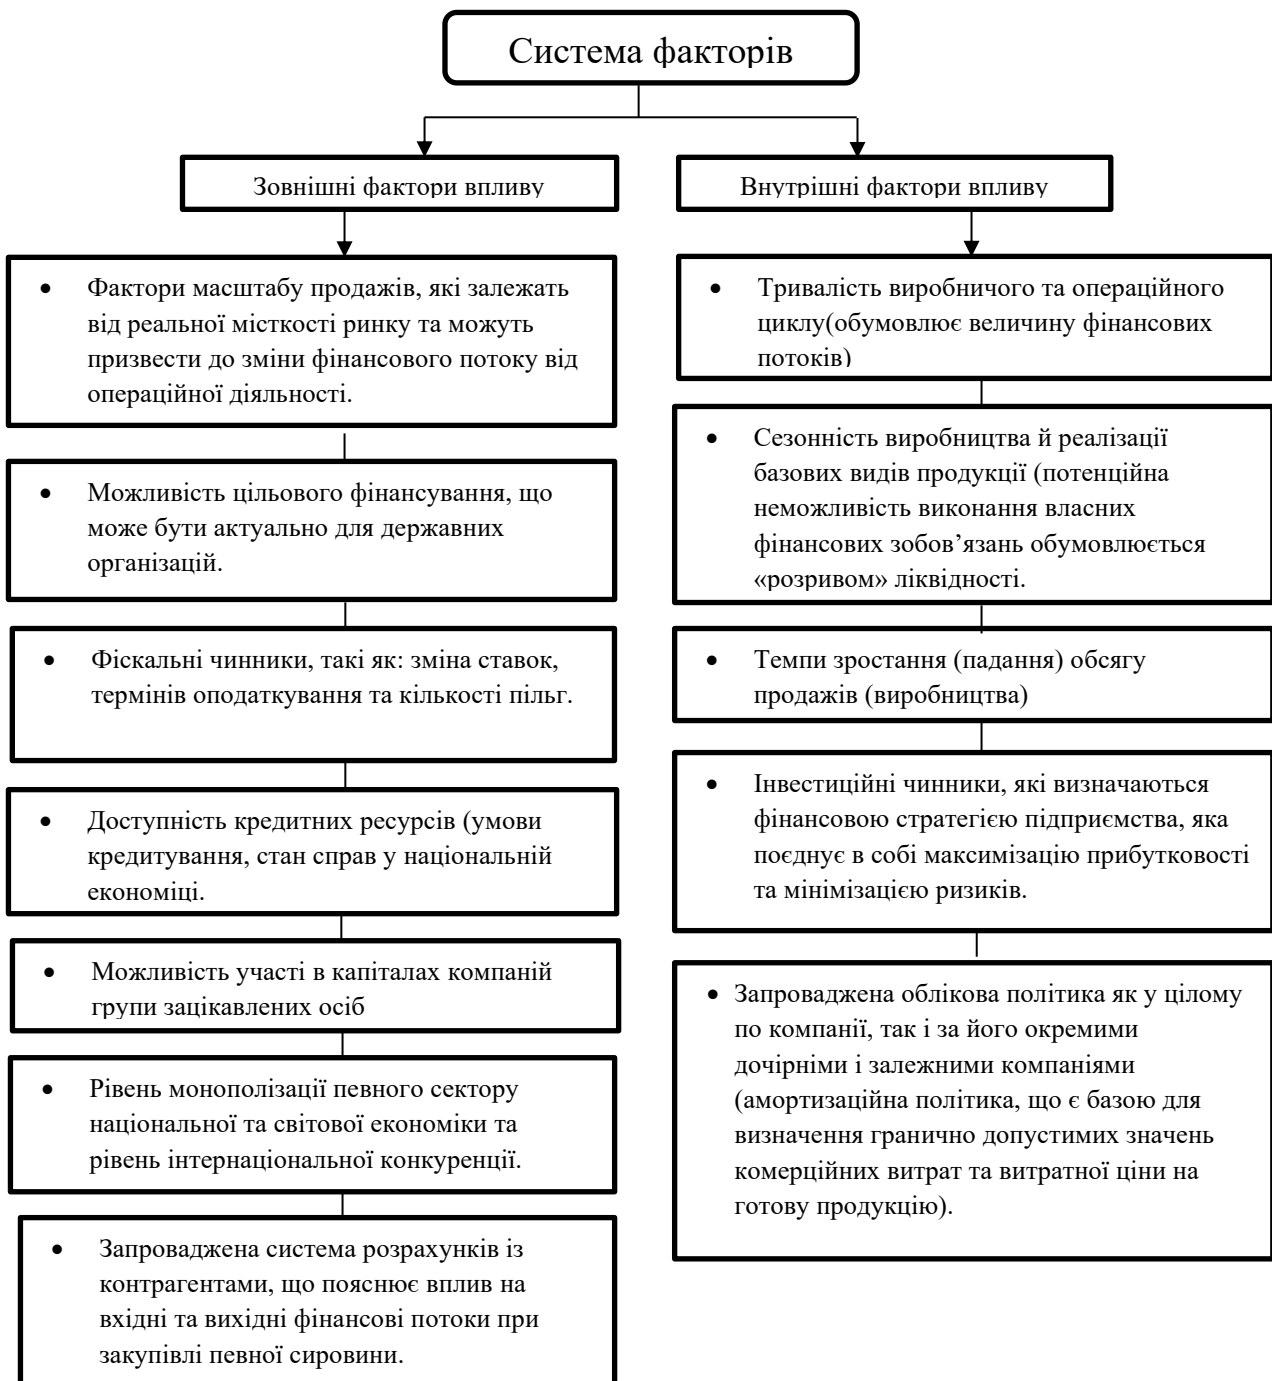 Система факторів
Зовнішні фактори впливу
• Фактори масштабу продажів, які залежать
від реальної місткості ринку та можуть
призвести до зміни фінансового потоку від
операційної діяльності.
• Можливість цільового фінансування, що
може бути актуально для державних
організацій.
• Фіскальні чинники, такі як: зміна ставок,
термінів оподаткування та кількості пільг.
• Доступність кредитних ресурсів (умови
кредитування, стан справ у національній
економіці.
• Можливість участі в капіталах компаній
групи зацікавлених осіб
• Рівень монополізації певного сектору
національної та світової економіки та
рівень інтернаціональної конкуренції.
• Запроваджена система розрахунків із
контрагентами, що пояснює вплив на
вхідні та вихідні фінансові потоки при
закупівлі певної сировини.
Внутрішні фактори впливу
• Тривалість виробничого та операційного
циклу(обумовлює величину фінансових
потоків)
• Сезонність виробництва й реалізації
базових видів продукції (потенційна
неможливість виконання власних
фінансових зобов’язань обумовлюється
«розривом» ліквідності.
• Темпи зростання (падання) обсягу
продажів (виробництва)
• Інвестиційні чинники, які визначаються
фінансовою стратегією підприємства, яка
поєднує в собі максимізацію прибутковості
та мінімізацією ризиків.
• Запроваджена облікова політика як у цілому
по компанії, так і за його окремими
дочірніми і залежними компаніями
(амортизаційна політика, що є базою для
визначення гранично допустимих значень
комерційних витрат та витратної ціни на
готову продукцію).